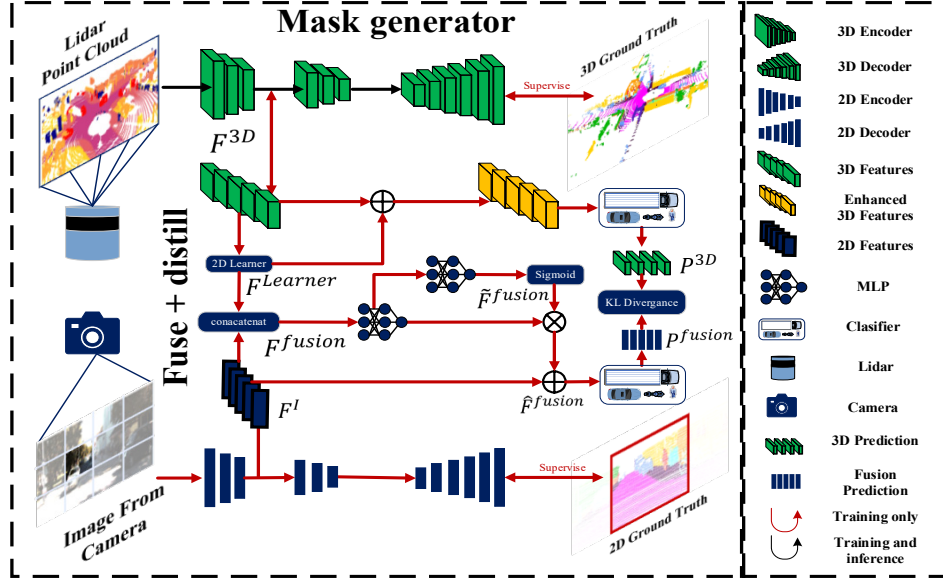 Mask generator
Lidar
Point Cloud
3D Ground Truth
Supervise
F^{3D}
Fuse + distill
2D Learner
F^{Learner}
Sigmoid
F̃^{fusion}
P^{3D}
KL Divergance
conacatenat
F^{fusion}
P^{fusion}
F^{I}
F̂^{fusion}
Supervise
Image From
Camera
2D Ground Truth
3D Encoder
3D Decoder
2D Encoder
2D Decoder
3D Features
Enhanced
3D Features
2D Features
MLP
Clasifier
Lidar
Camera
3D Prediction
Fusion
Prediction
Training only
Training and
inference